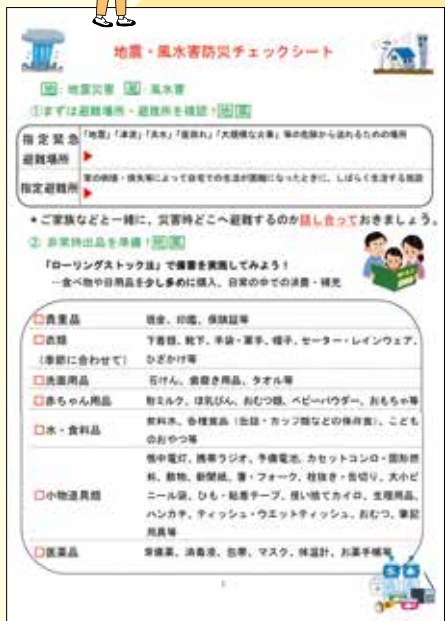 地震・風水害防災チェックシート
地：地震災害 風：風水害
①まずは避難場所・避難所を確認！地風
指定緊急
避難場所
「地震」「津波」「洪水」「崖崩れ」「大規模な火事」等の危険から逃れるための場所
▶
指定避難所
家の倒壊・焼失等によって自宅での生活が困難になったときに、しばらく生活する施設
▶
＊ご家族などと一緒に、災害時どこへ避難するのか話し合っておきましょう。
② 非常持出品を準備！地風
「ローリングストック法」で備蓄を実施してみよう！
…食べ物や日用品を少し多めに購入、日常の中での消費・補充
□貴重品 現金、印鑑、保険証等
□衣類
（季節に合わせて）
下着類、靴下、手袋・軍手、帽子、セーター・レインウェア、
ひざかけ等
□洗面用品 石けん、歯磨き用品、タオル等
□赤ちゃん用品 粉ミルク、ほ乳びん、おむつ類、ベビーパウダー、おもちゃ等
□水・食料品
飲料水、各種食品（缶詰・カップ麺などの保存食）、こども
のおやつ等
□小物道具類
懐中電灯、携帯ラジオ、予備電池、カセットコンロ・固形燃
料、敷物、新聞紙、箸・フォーク、栓抜き・缶切り、大小ビ
ニール袋、ひも・粘着テープ、使い捨てカイロ、生理用品、
ハンカチ、ティッシュ・ウエットティッシュ、おむつ、筆記
用具等
□医薬品 常備薬、消毒液、包帯、マスク、体温計、お薬手帳等